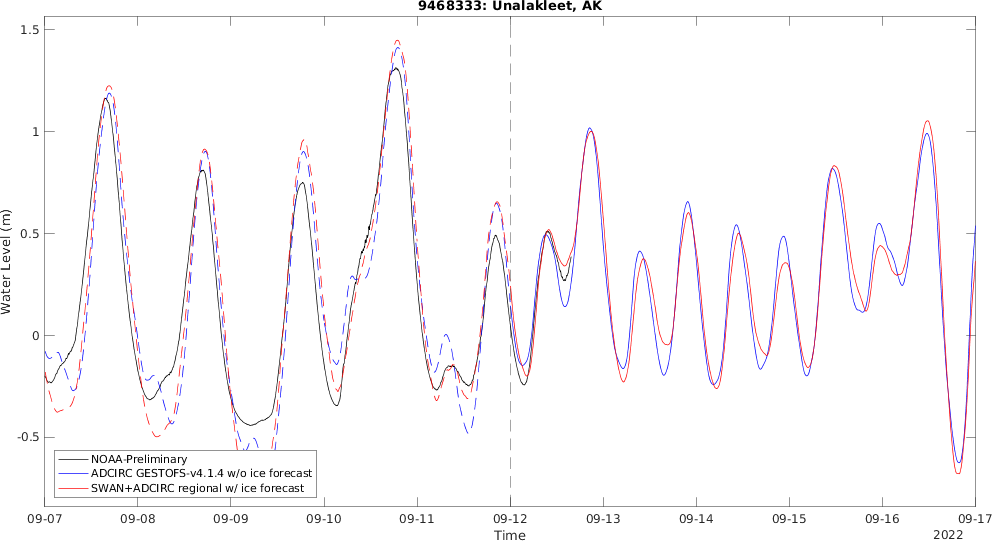 9468333: Unalakleet, AK
Water Level (m)
1.5
1
0.5
0
-0.5
NOAA-Preliminary
ADCIRC GESTOFS-v4.1.4 w/o ice forecast
SWAN+ADCIRC regional w/ ice forecast
09-07 09-08 09-09 09-10 09-11 09-12 09-13 09-14 09-15 09-16 09-17
Time
2022